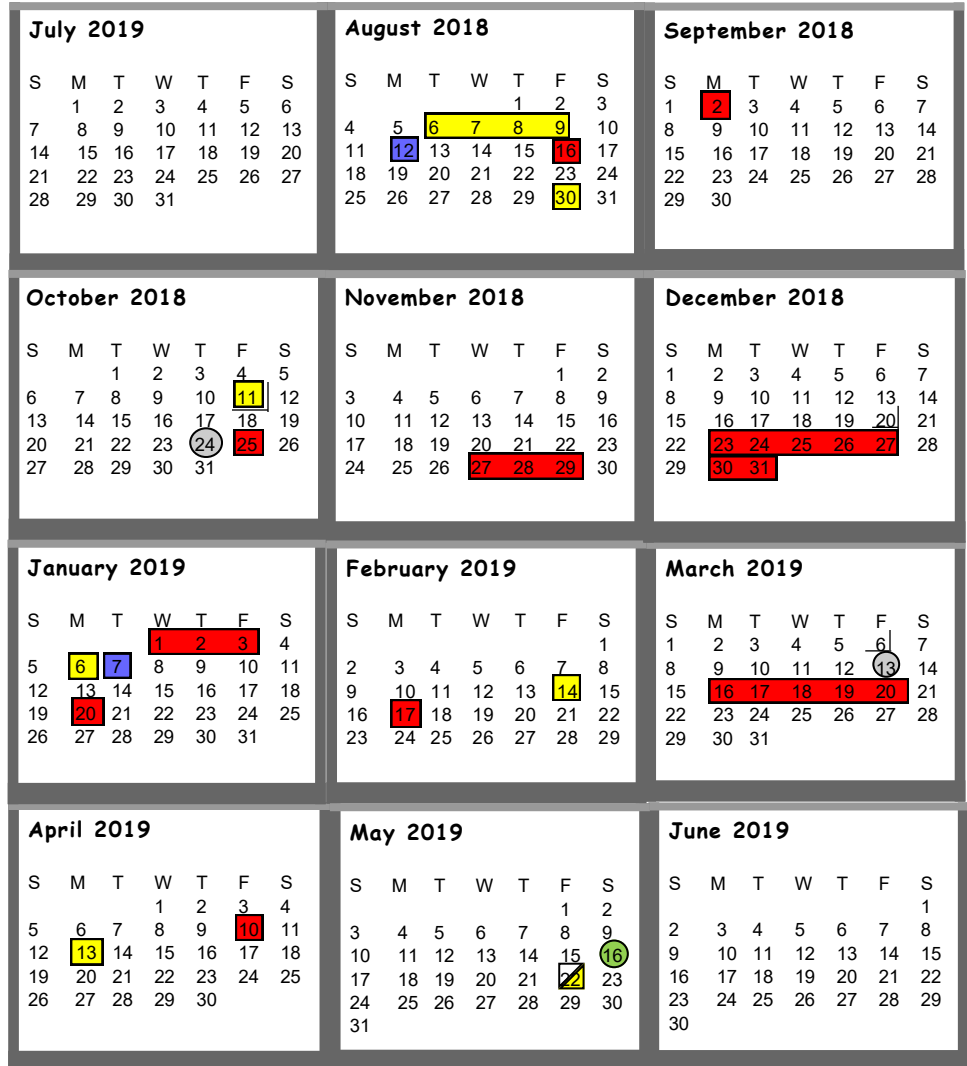 July 2019
S M T W T F S
1 2 3 4 5 6
7 8 9 10 11 12 13
14 15 16 17 18 19 20
21 22 23 24 25 26 27
28 29 30 31
August 2018
S M T W T F S
1 2 3
4 5 6 7 8 9 10
11 12 13 14 15 16 17
18 19 20 21 22 23 24
25 26 27 28 29 30 31
September 2018
S M T W T F S
1 2 3 4 5 6 7
8 9 10 11 12 13 14
15 16 17 18 19 20 21
22 23 24 25 26 27 28
29 30
October 2018
S M T W T F S
1 2 3 4 5
6 7 8 9 10 11 12
13 14 15 16 17 18 19
20 21 22 23 24 25 26
27 28 29 30 31
November 2018
S M T W T F S
1 2
3 4 5 6 7 8 9
10 11 12 13 14 15 16
17 18 19 20 21 22 23
24 25 26 27 28 29 30
December 2018
S M T W T F S
1 2 3 4 5 6 7
8 9 10 11 12 13 14
15 16 17 18 19 20 21
22 23 24 25 26 27 28
29 30 31
January 2019
S M T W T F S
1 2 3 4
5 6 7 8 9 10 11
12 13 14 15 16 17 18
19 20 21 22 23 24 25
26 27 28 29 30 31
February 2019
S M T W T F S
1
2 3 4 5 6 7 8
9 10 11 12 13 14 15
16 17 18 19 20 21 22
23 24 25 26 27 28 29
March 2019
S M T W T F S
1 2 3 4 5 6 7
8 9 10 11 12 13 14
15 16 17 18 19 20 21
22 23 24 25 26 27 28
29 30 31
April 2019
S M T W T F S
1 2 3 4
5 6 7 8 9 10 11
12 13 14 15 16 17 18
19 20 21 22 23 24 25
26 27 28 29 30
May 2019
S M T W T F S
1 2
3 4 5 6 7 8 9
10 11 12 13 14 15 16
17 18 19 20 21 22 23
24 25 26 27 28 29 30
31
June 2019
S M T W T F S
1
2 3 4 5 6 7 8
9 10 11 12 13 14 15
16 17 18 19 20 21 22
23 24 25 26 27 28 29
30